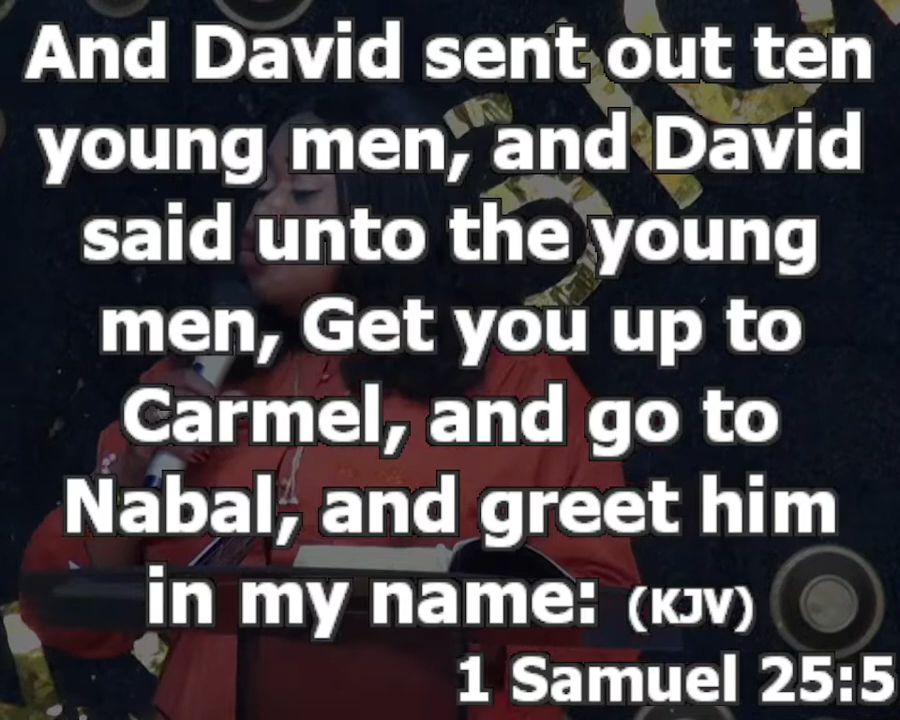 And David sent out ten
young men, and David
said unto the young
men, Get you up to
Carmel, and go to
Nabal, and greet him
in my name: (KJV)
1 Samuel 25:5